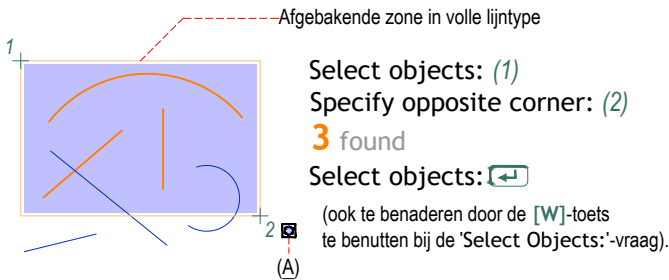 Afgebakende zone in volle lijntype
1
Select objects: (1)
Specify opposite corner: (2)
3 found
Select objects:
2
(ook te benaderen door de [W]-toets
te benutten bij de 'Select Objects:'-vraag).
(A)